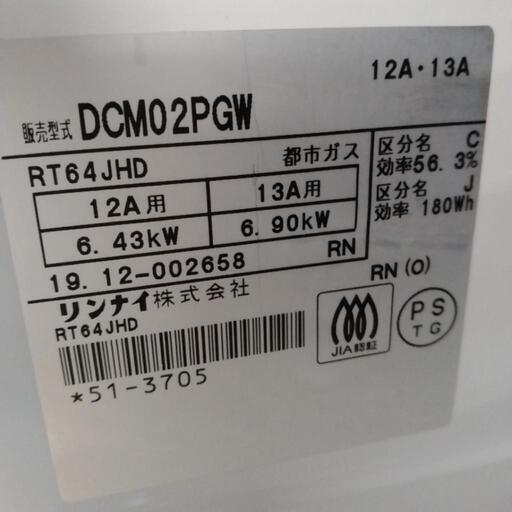 12A・13A
販売型式 DCM02PGW
RT64JHD 都市ガス
12A用 13A用
6.43kW 6.90kW
19.12-002658 RN
区分名 C
効率56.3%
区分名 J
効率 180Wh
リンナイ株式会社
RN (O)
RT64JHD
*51-3705
JIA認証
PS
TG